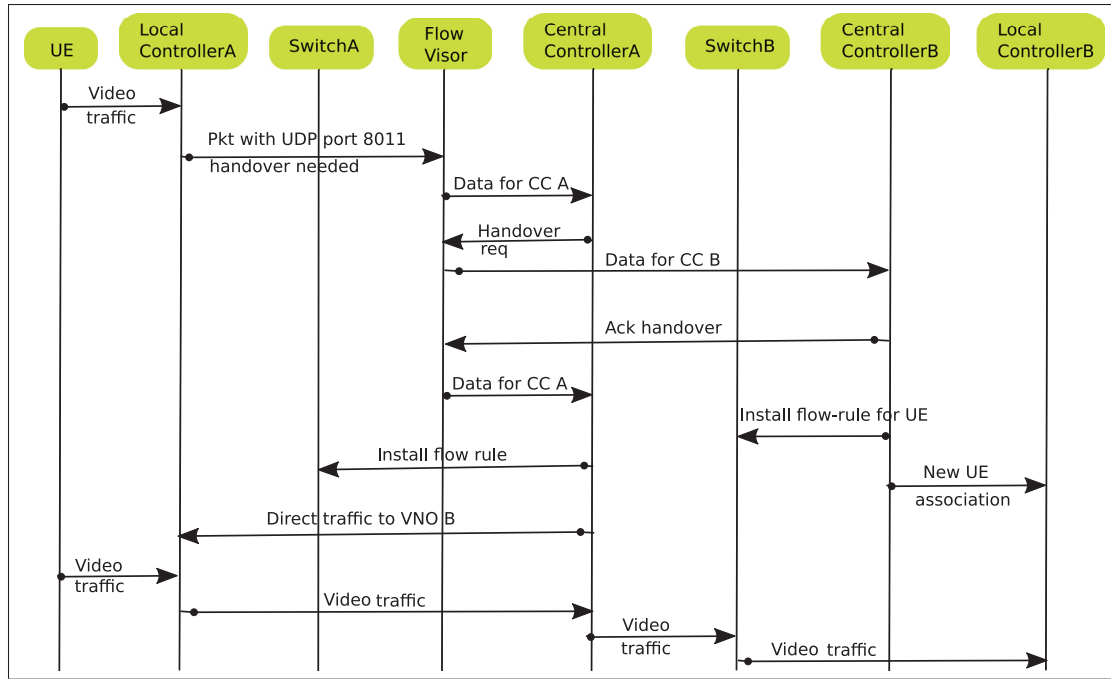 UE
Local
ControllerA
SwitchA
Flow
Visor
Central
ControllerA
SwitchB
Central
ControllerB
Local
ControllerB
Video
traffic
Pkt with UDP port 8011
handover needed
Data for CC A
Handover
req
Data for CC B
Ack handover
Data for CC A
Install flow-rule for UE
Install flow rule
New UE
association
Direct traffic to VNO B
Video
traffic
Video traffic
Video
traffic
Video traffic